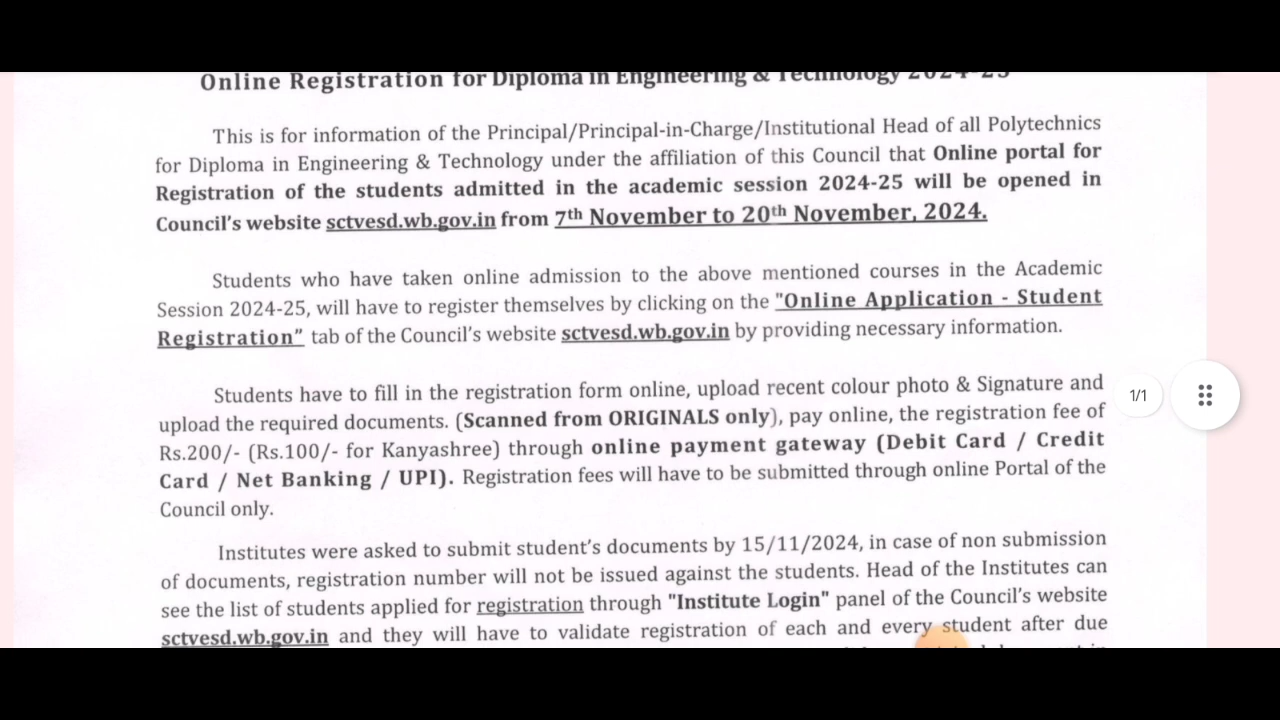 Online Registration for Diploma in Engineering & Technology 2024-25
This is for information of the Principal/Principal-in-Charge/Institutional Head of all Polytechnics
for Diploma in Engineering & Technology under the affiliation of this Council that Online portal for
Registration of the students admitted in the academic session 2024-25 will be opened in
Council's website sctvesd.wb.gov.in from 7th November to 20th November, 2024.
Students who have taken online admission to the above mentioned courses in the Academic
Session 2024-25, will have to register themselves by clicking on the "Online Application - Student
Registration" tab of the Council's website sctvesd.wb.gov.in by providing necessary information.
Students have to fill in the registration form online, upload recent colour photo & Signature and
upload the required documents. (Scanned from ORIGINALS only), pay online, the registration fee of
Rs.200/- (Rs.100/- for Kanyashree) through online payment gateway (Debit Card / Credit
Card / Net Banking / UPI). Registration fees will have to be submitted through online Portal of the
Council only.
1/1
Institutes were asked to submit student's documents by 15/11/2024, in case of non submission
of documents, registration number will not be issued against the students. Head of the Institutes can
see the list of students applied for registration through "Institute Login" panel of the Council's website
sctvesd.wb.gov.in and they will have to validate registration of each and every student after due